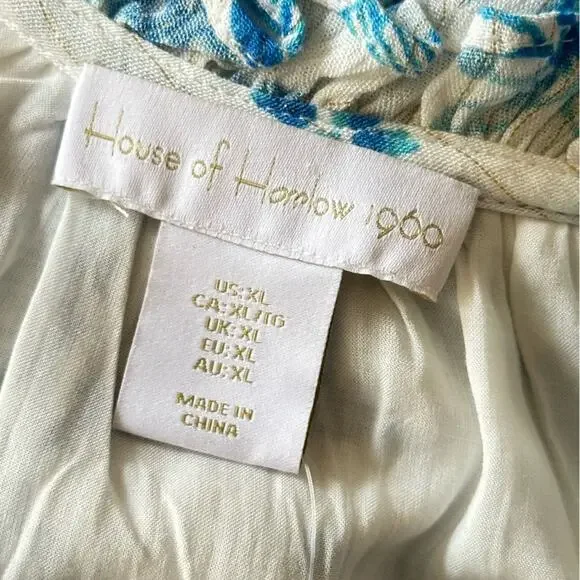 House of Harlow 1960
US:XL
CA:XL/TG
UK:XL
EU:XL
AU:XL
MADE IN
CHINA